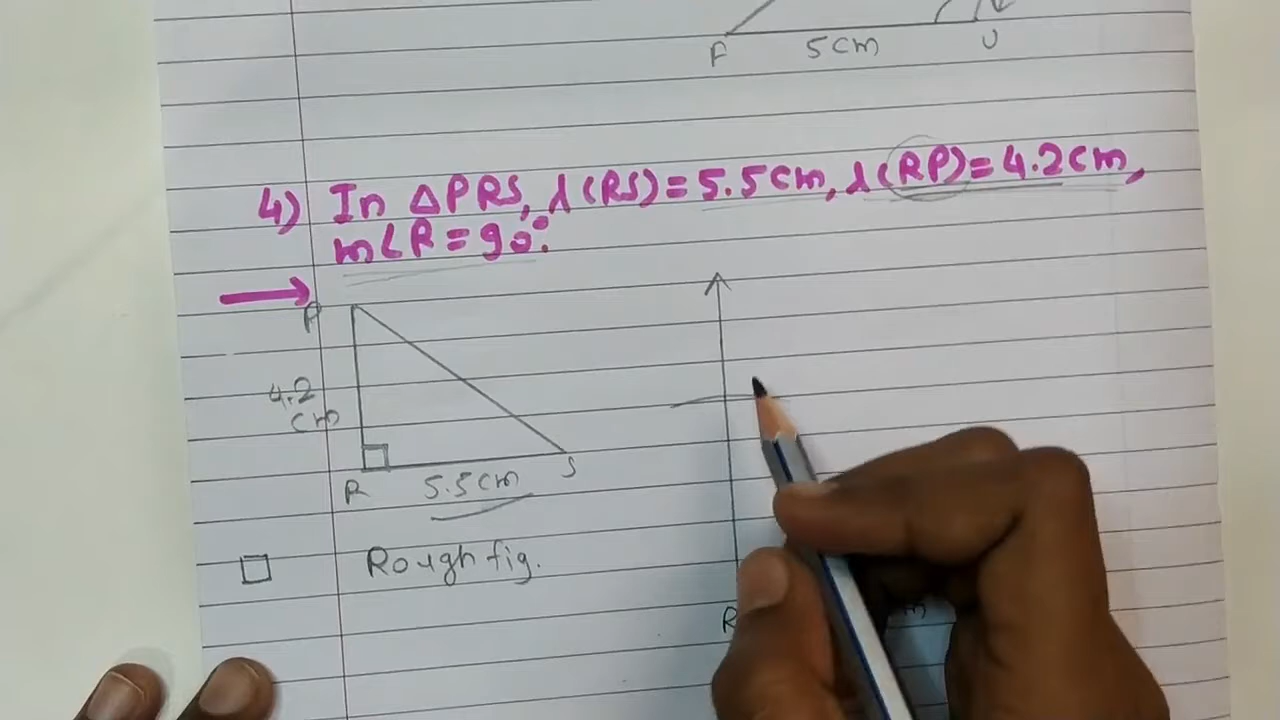 F 5cm U
4) In △PRS, l(RS)=5.5cm, l(RP)=4.2cm,
m∠R=90°.
P
4.2
cm
R 5.5cm S
Rough fig.
R